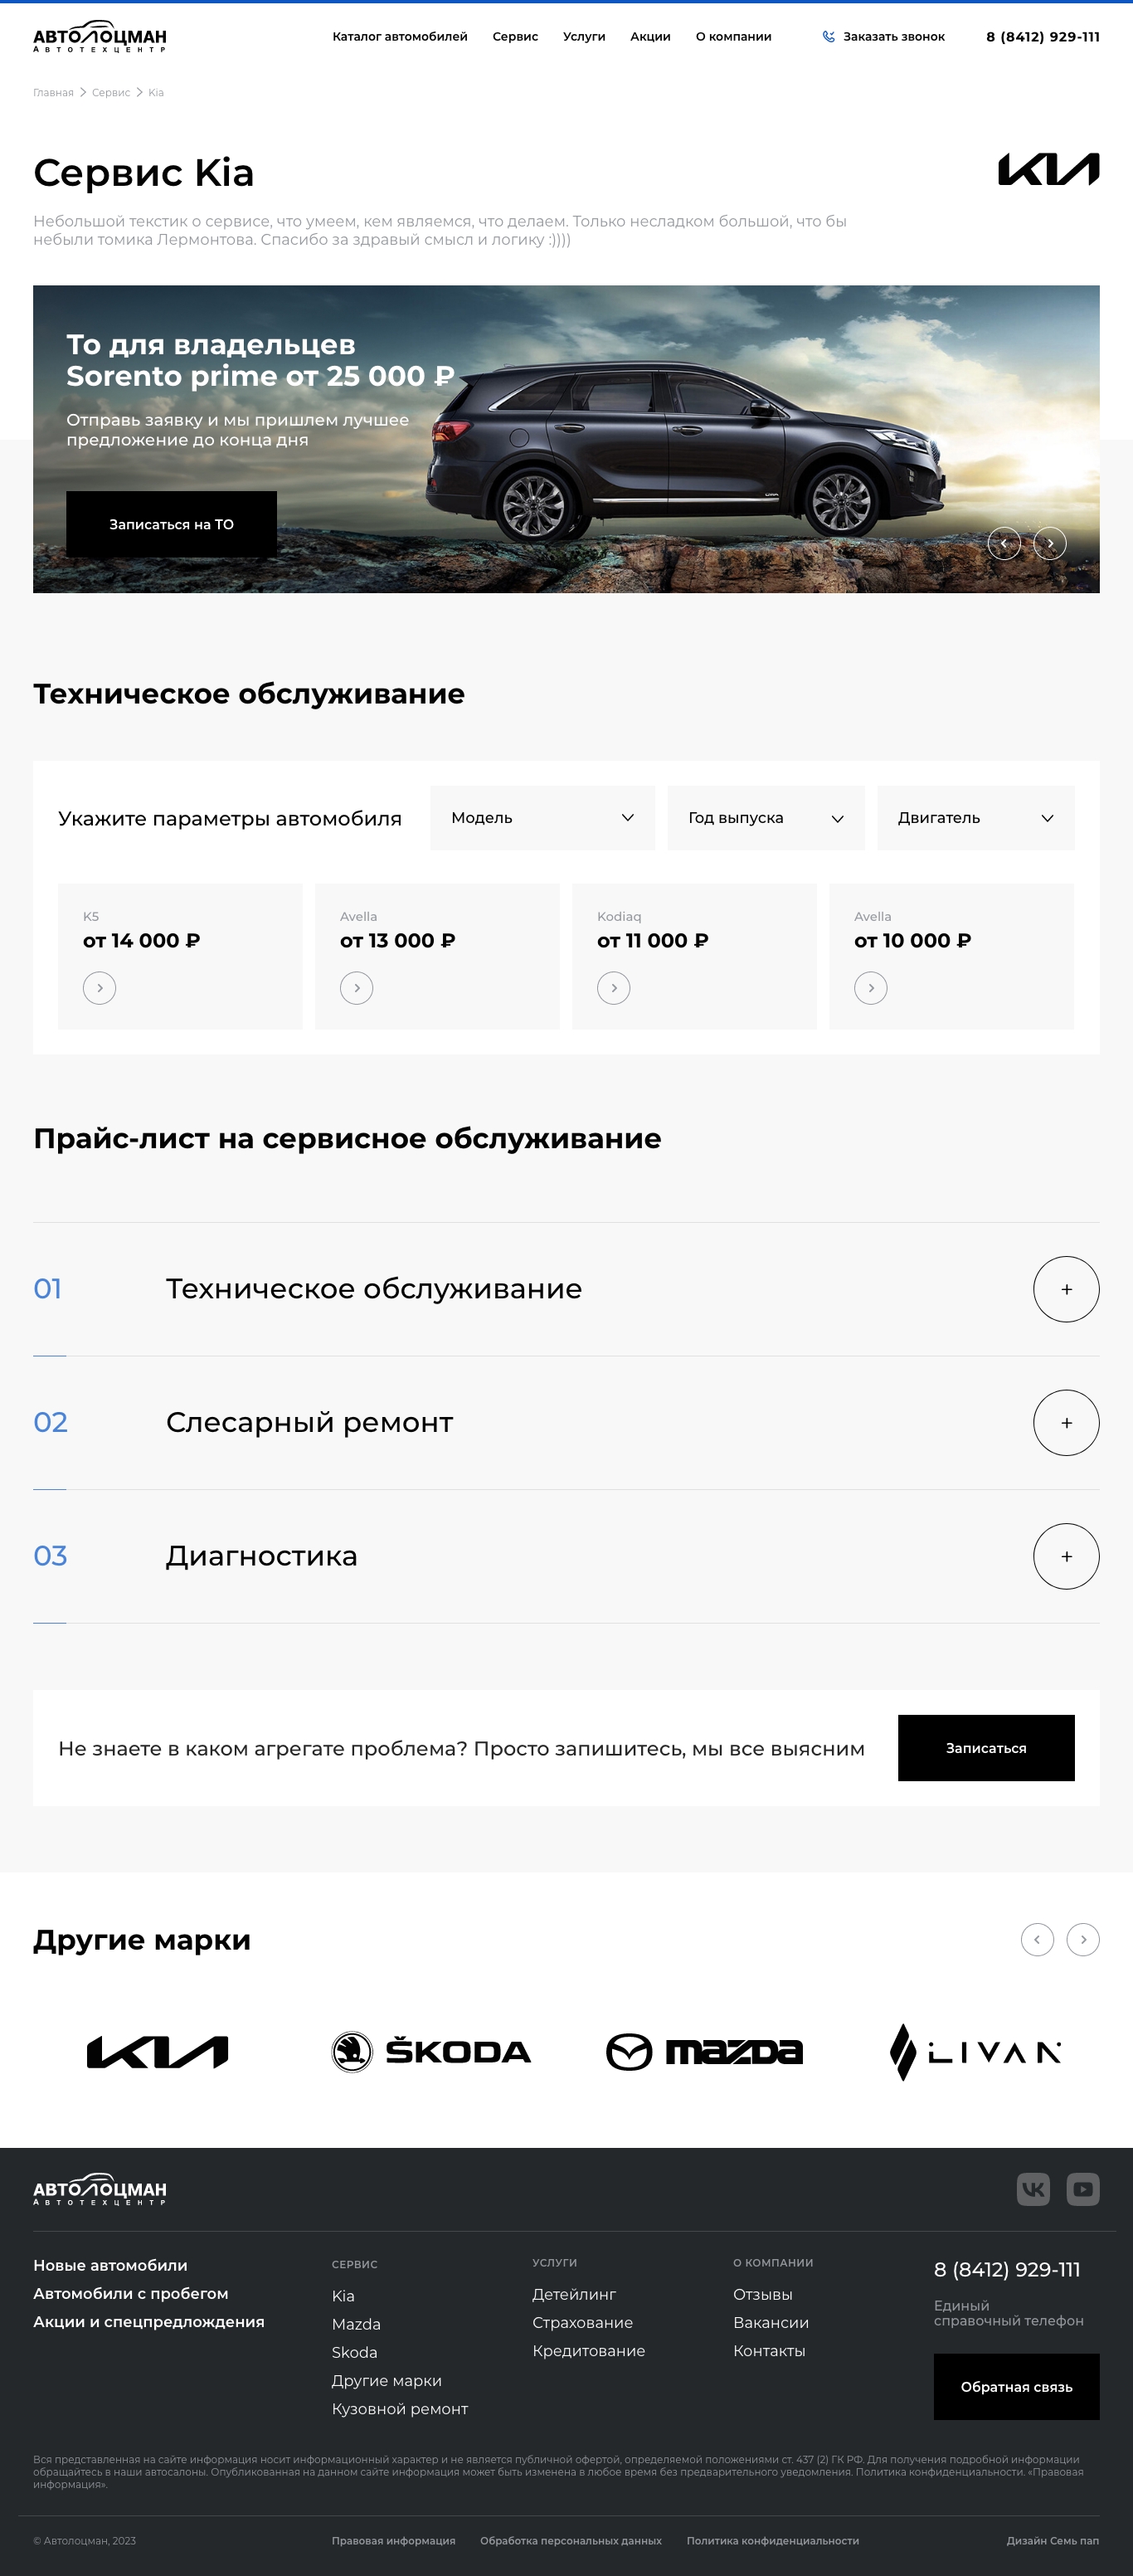 АВТОЛОЦМАН
АВТОТЕХЦЕНТР
Каталог автомобилей
Сервис
Услуги
Акции
О компании
Заказать звонок
8 (8412) 929-111
Главная
Сервис
Kia
Сервис Kia
KIA
Небольшой текстик о сервисе, что умеем, кем являемся, что делаем. Только несладком большой, что бы
небыли томика Лермонтова. Спасибо за здравый смысл и логику :))))
То для владельцев
Sorento prime от 25 000 ₽
Отправь заявку и мы пришлем лучшее
предложение до конца дня
Записаться на ТО
Техническое обслуживание
Укажите параметры автомобиля
Модель
Год выпуска
Двигатель
K5
от 14 000 ₽
Avella
от 13 000 ₽
Kodiaq
от 11 000 ₽
Avella
от 10 000 ₽
Прайс-лист на сервисное обслуживание
01
Техническое обслуживание
02
Слесарный ремонт
03
Диагностика
Не знаете в каком агрегате проблема? Просто запишитесь, мы все выясним
Записаться
Другие марки
KIA
ŠKODA
mazda
LIVAN
АВТОЛОЦМАН
АВТОТЕХЦЕНТР
Новые автомобили
Автомобили с пробегом
Акции и спецпредлождения
СЕРВИС
Kia
Mazda
Skoda
Другие марки
Кузовной ремонт
УСЛУГИ
Детейлинг
Страхование
Кредитование
О КОМПАНИИ
Отзывы
Вакансии
Контакты
8 (8412) 929-111
Единый
справочный телефон
Обратная связь
Вся представленная на сайте информация носит информационный характер и не является публичной офертой, определяемой положениями ст. 437 (2) ГК РФ. Для получения подробной информации
обращайтесь в наши автосалоны. Опубликованная на данном сайте информация может быть изменена в любое время без предварительного уведомления. Политика конфиденциальности. «Правовая
информация».
© Автолоцман, 2023
Правовая информация
Обработка персональных данных
Политика конфиденциальности
Дизайн Семь пап